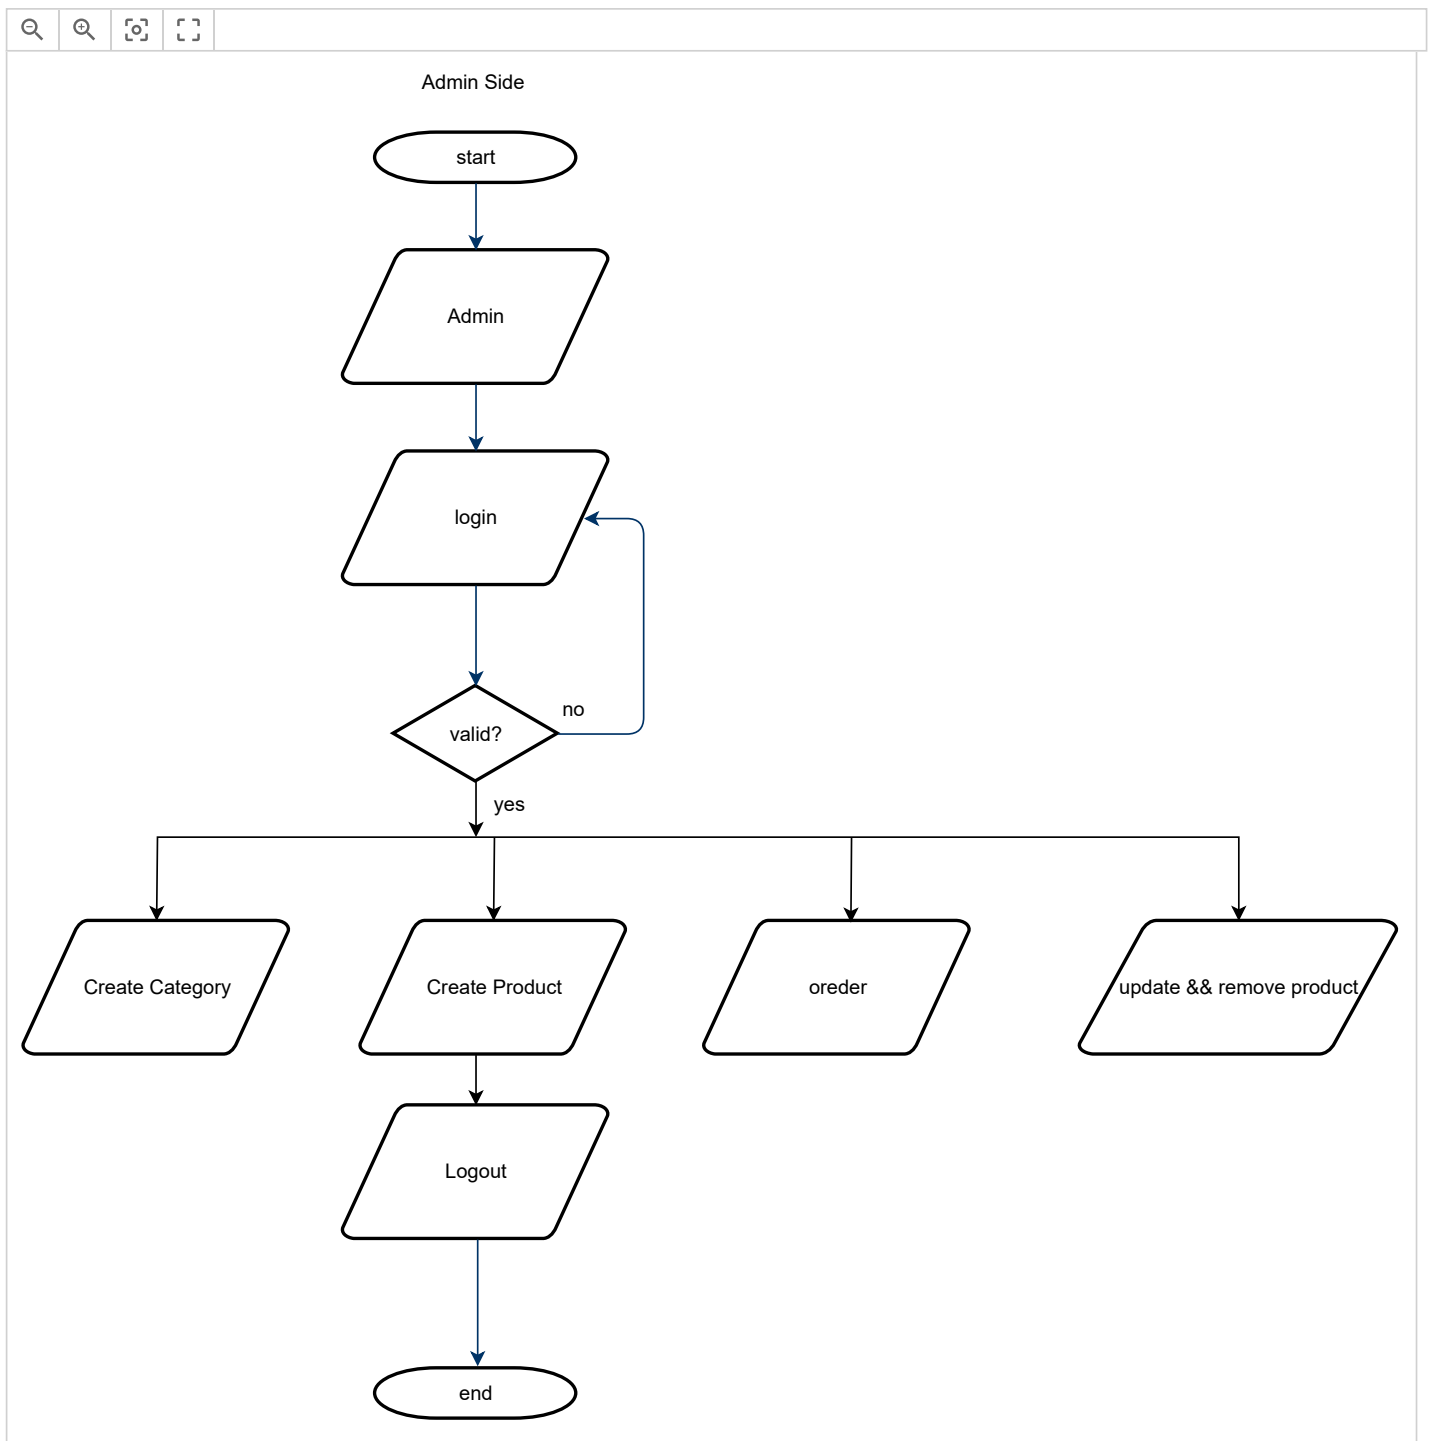 Admin Side
start
Admin
login
valid?
no
yes
Create Category
Create Product
oreder
update && remove product
Logout
end